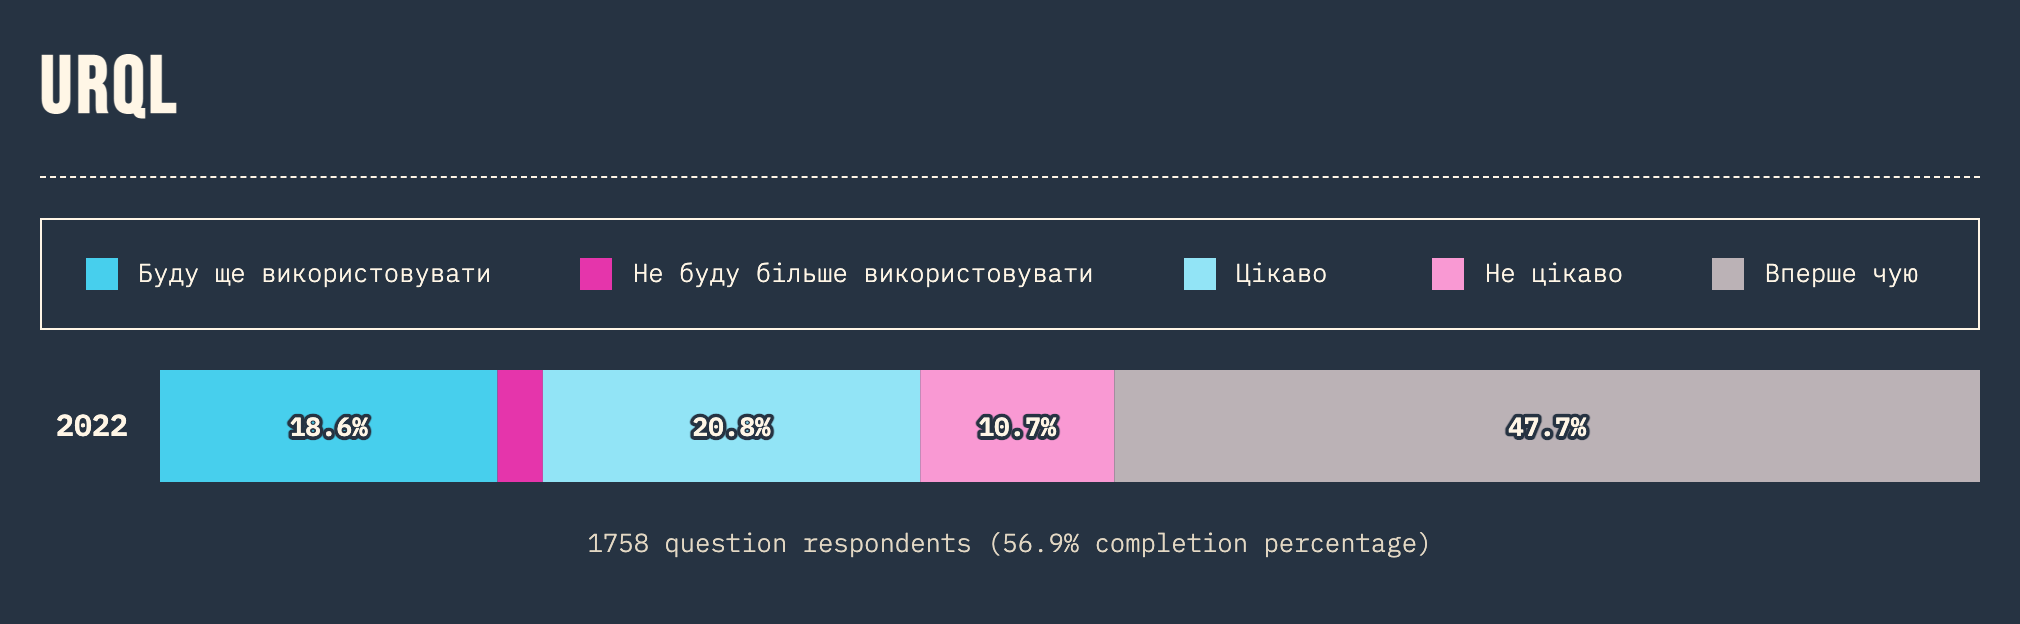 URQL
Буду ще використовувати Не буду більше використовувати Цікаво Не цікаво Вперше чую
2022 18.6% 20.8% 10.7% 47.7%
1758 question respondents (56.9% completion percentage)